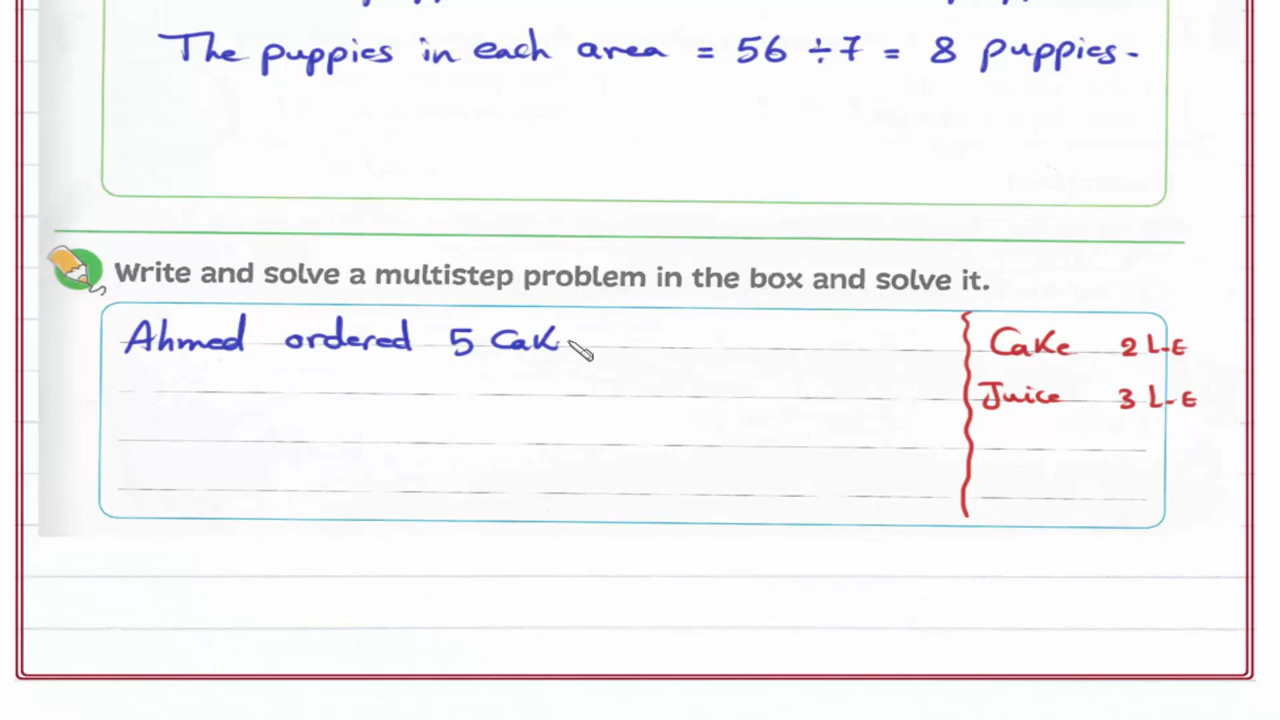 The puppies in each area = 56 ÷ 7 = 8 puppies.
Write and solve a multistep problem in the box and solve it.
Ahmed ordered 5 Cak
Cake 2 L.E
Juice 3 L.E